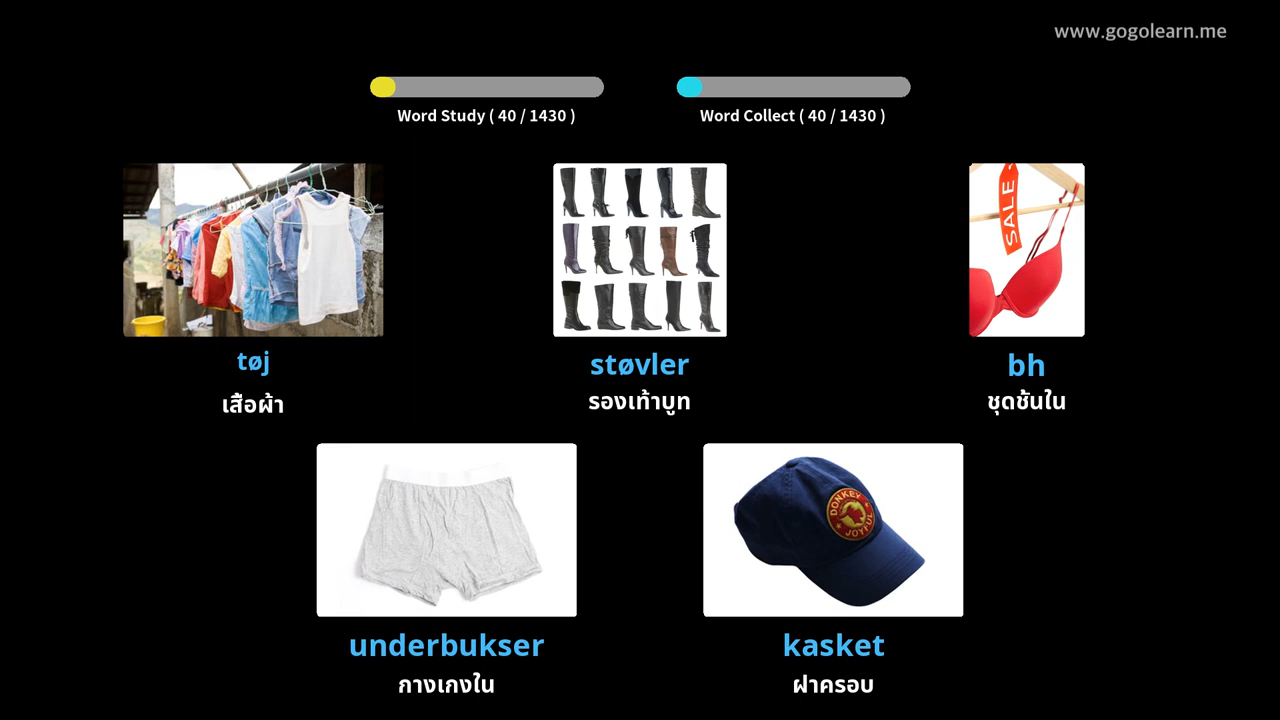 www.gogolearn.me
Word Study ( 40 / 1430 )
Word Collect ( 40 / 1430 )
SALE
tøj
støvler
bh
เสื้อผ้า
รองเท้าบูท
ชุดชั้นใน
DONKEY
JOYFUL
underbukser
kasket
กางเกงใน
ฝาครอบ